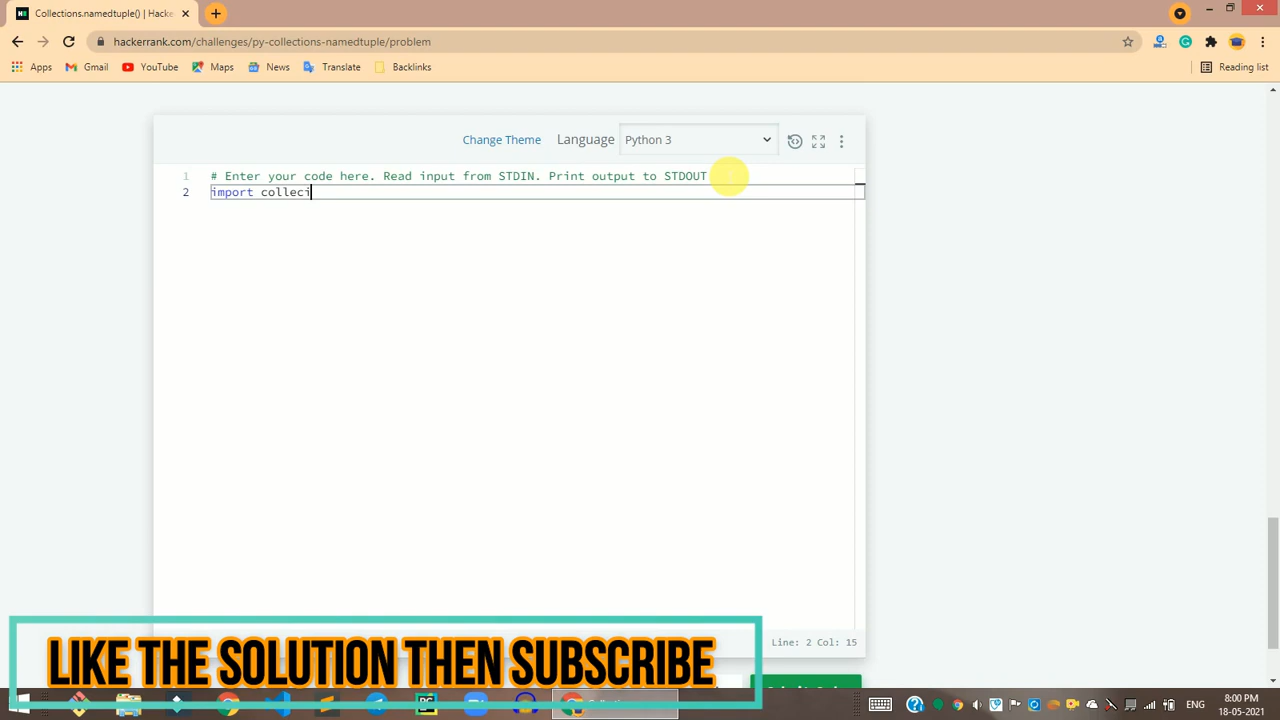 Collections.namedtuple() | Hacke
hackerrank.com/challenges/py-collections-namedtuple/problem
Apps Gmail YouTube Maps News Translate Backlinks Reading list
Change Theme Language Python 3
1 # Enter your code here. Read input from STDIN. Print output to STDOUT
2 import colleci
Line: 2 Col: 15
LIKE THE SOLUTION THEN SUBSCRIBE
ENG
8:00 PM
18-05-2021